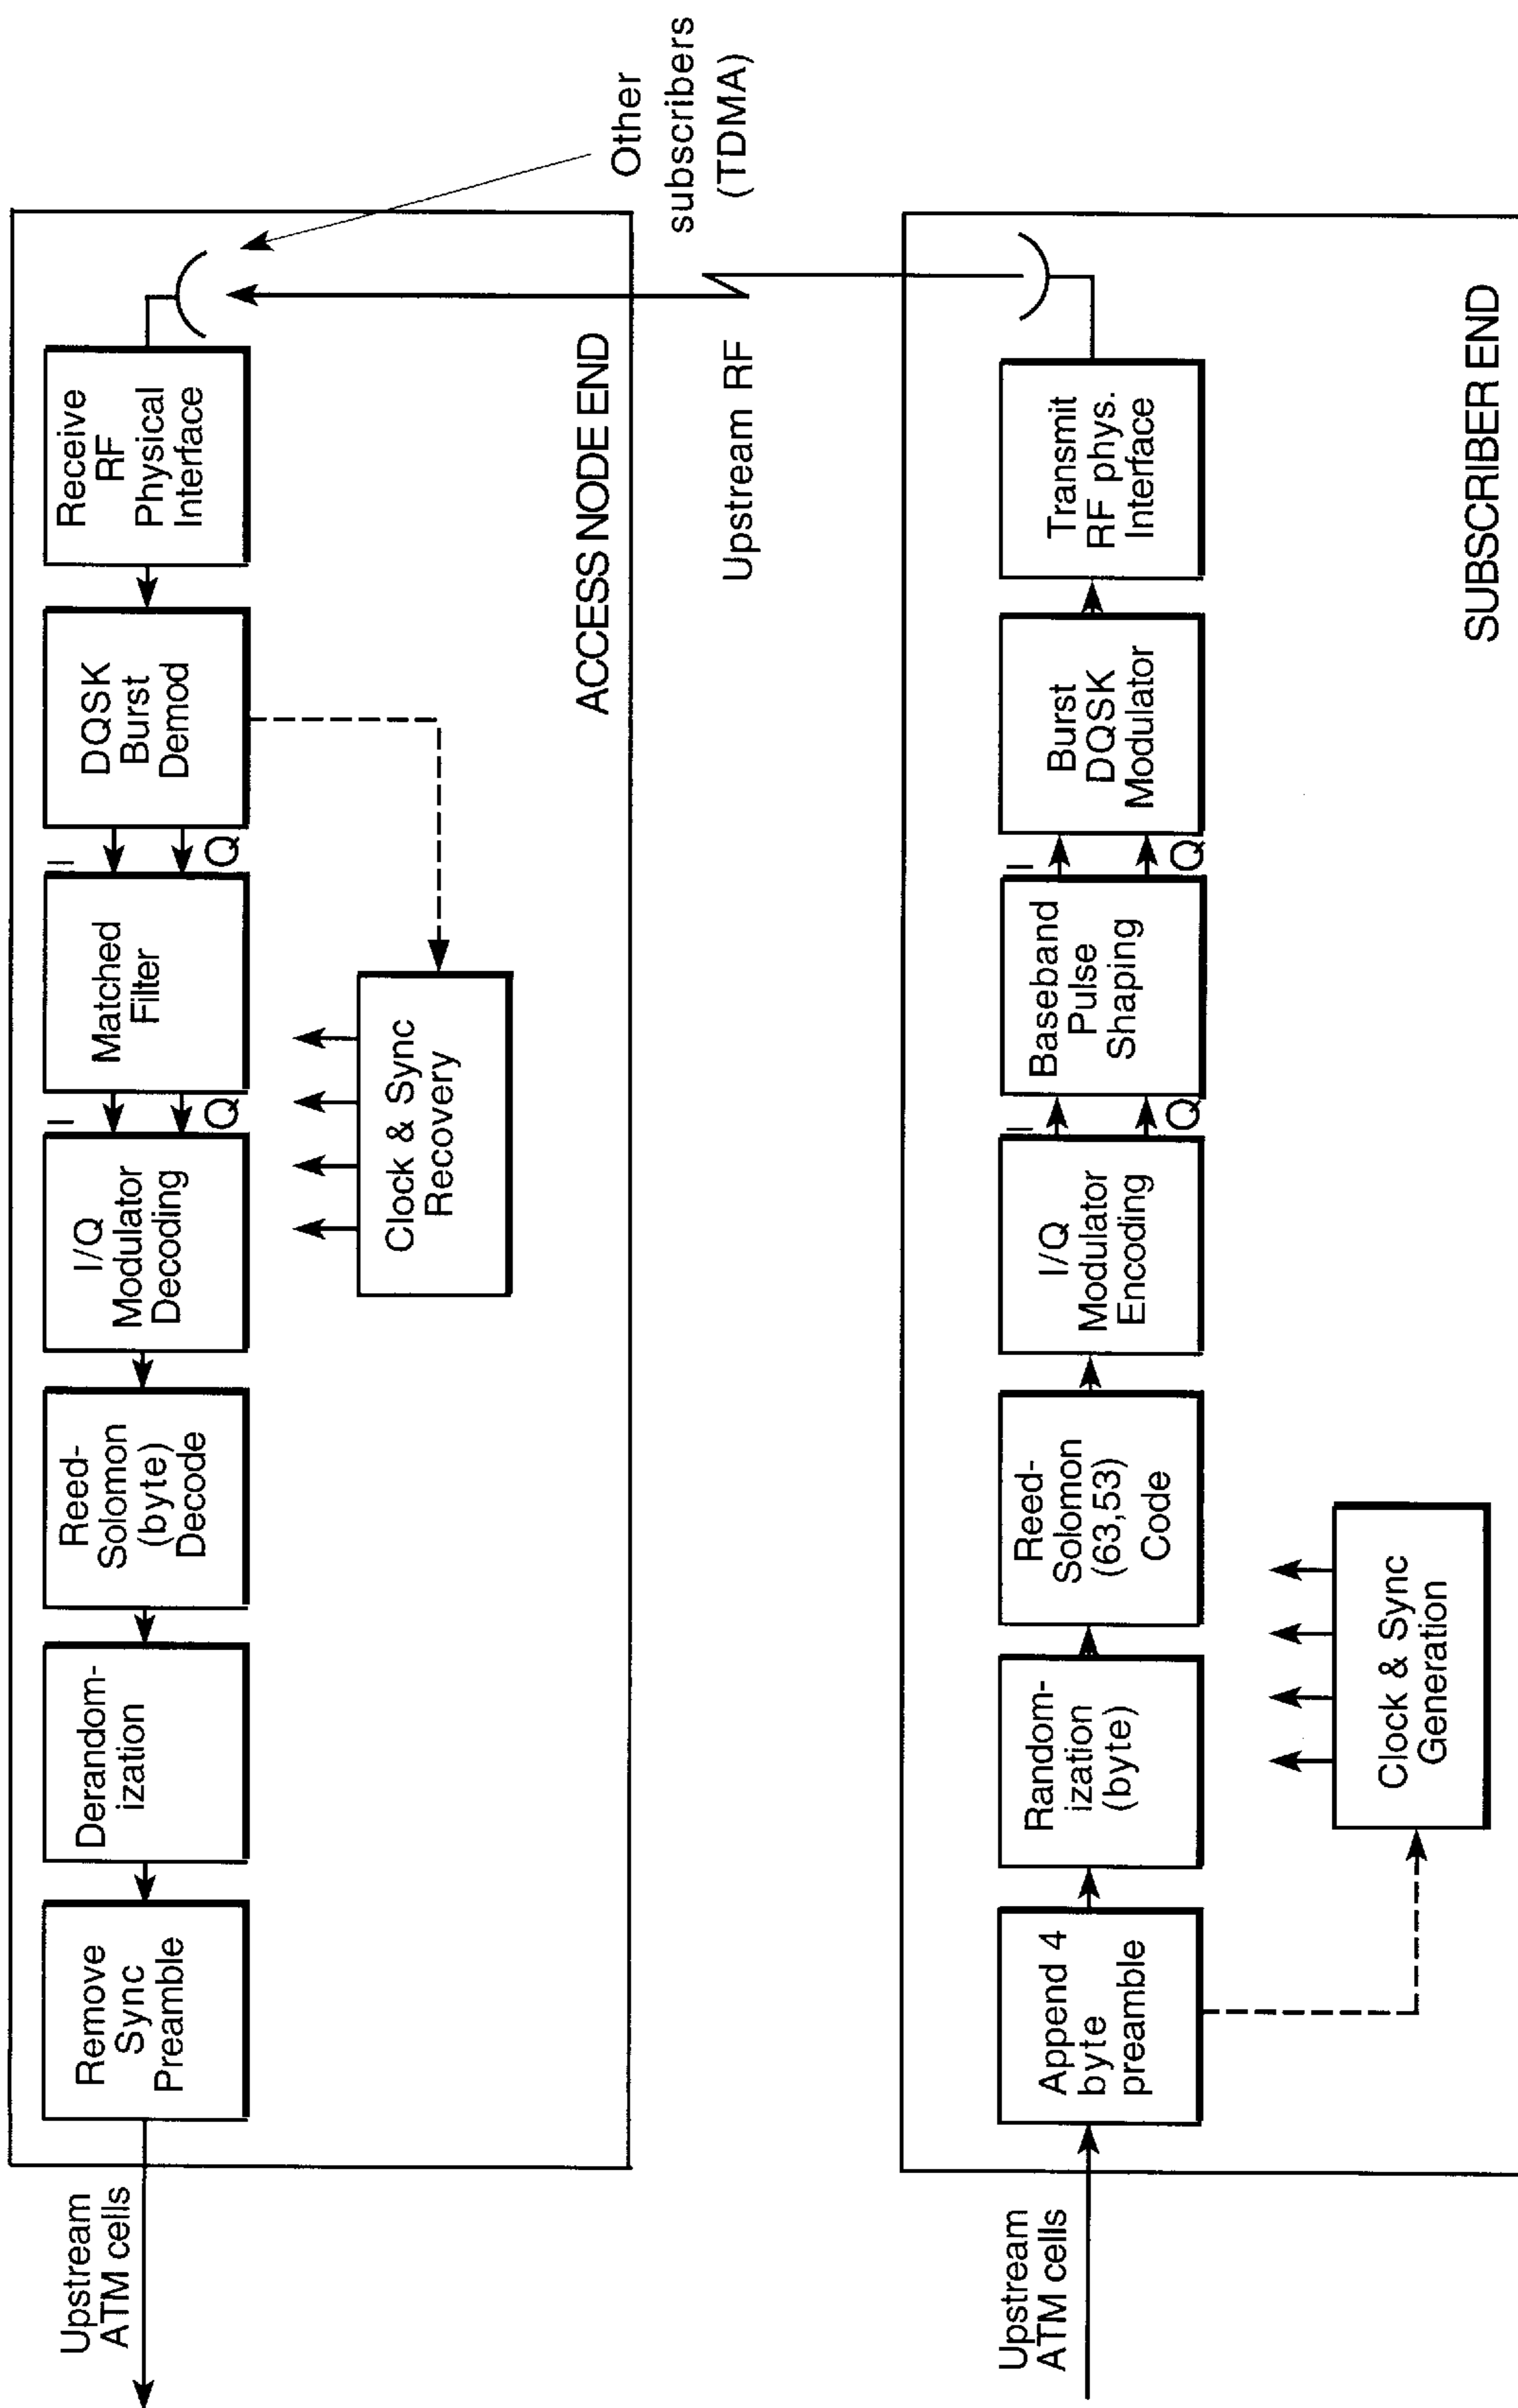 Upstream
ATM cells
Remove
Sync
Preamble
Derandom-
ization
Reed-
Solomon
(byte)
Decode
I/Q
Modulator
Decoding
I
Q
Matched
Filter
I
Q
DQSK
Burst
Demod
Receive
RF
Physical
Interface
Clock & Sync
Recovery
ACCESS NODE END
Other
subscribers
(TDMA)
Upstream RF
Upstream
ATM cells
Append 4
byte
preamble
Random-
ization
(byte)
Reed-
Solomon
(63,53)
Code
I/Q
Modulator
Encoding
I
Q
Baseband
Pulse
Shaping
I
Q
Burst
DQSK
Modulator
Transmit
RF phys.
Interface
Clock & Sync
Generation
SUBSCRIBER END